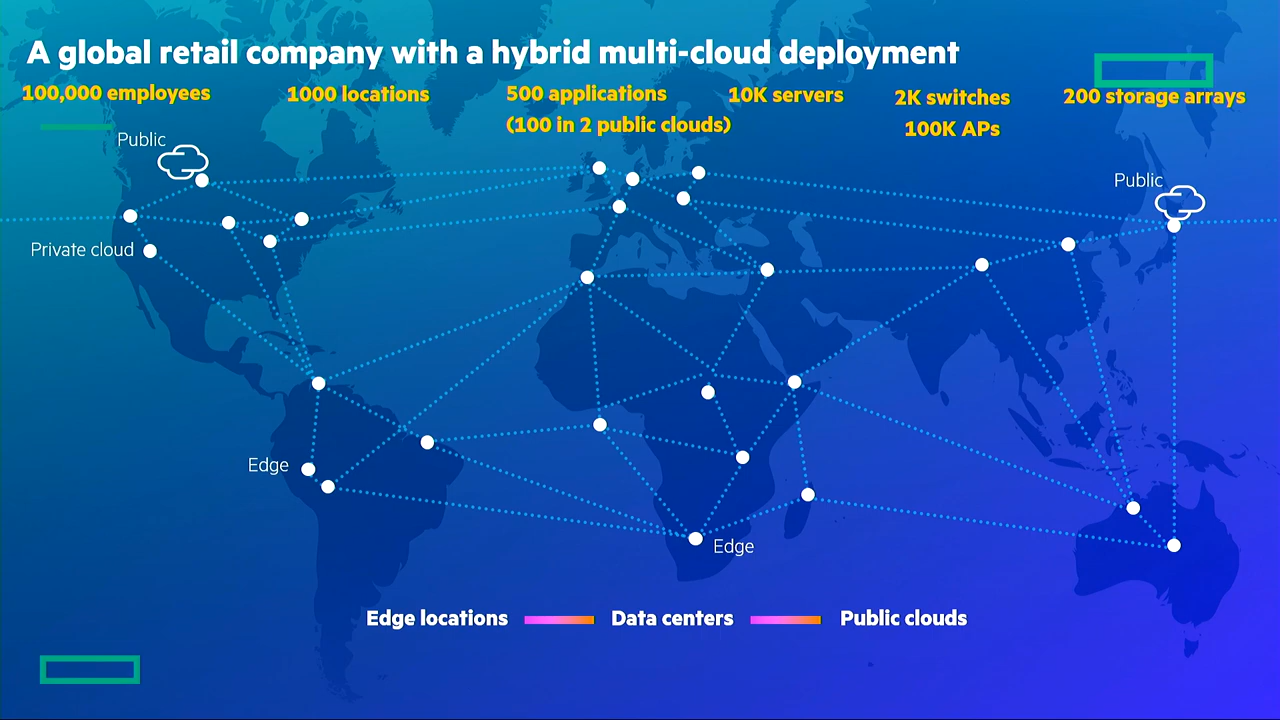 A global retail company with a hybrid multi-cloud deployment
100,000 employees
1000 locations
500 applications
(100 in 2 public clouds)
10K servers
2K switches
100K APs
200 storage arrays
Public
Public
Private cloud
Edge
Edge
Edge locations
Data centers
Public clouds